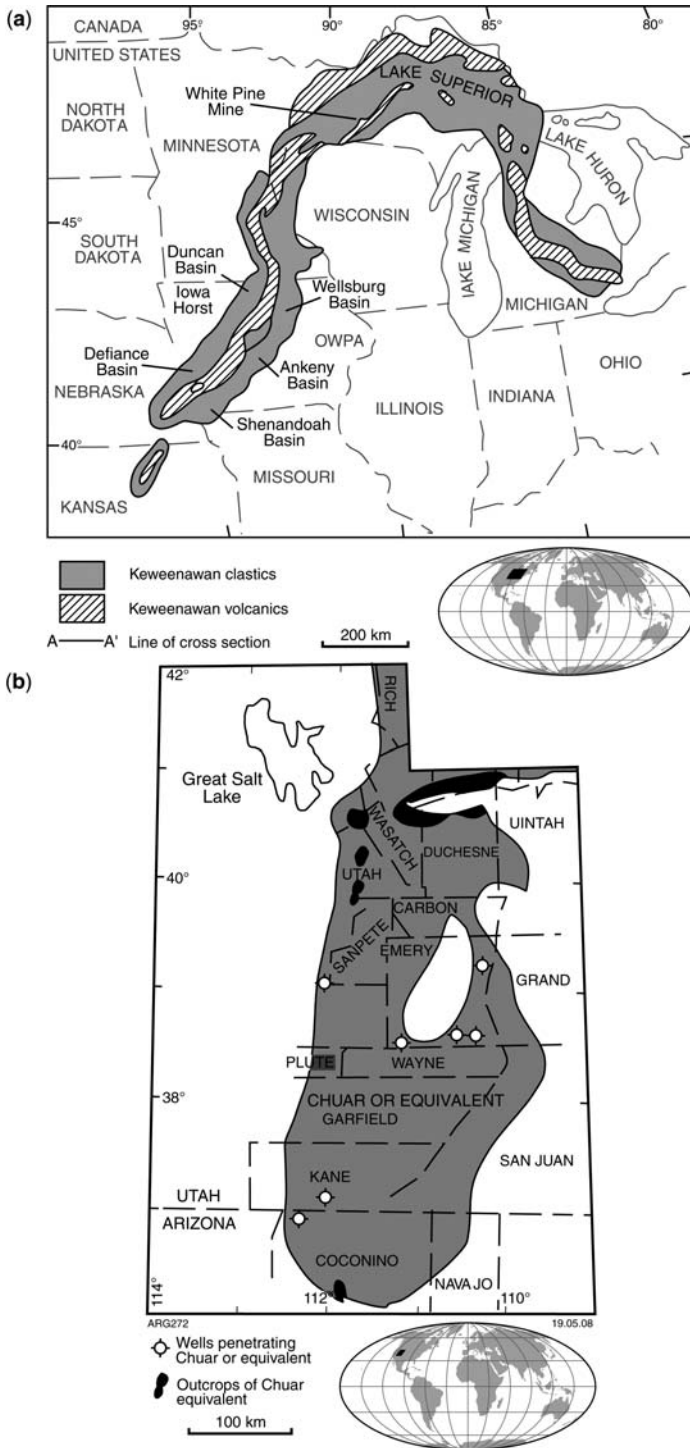 (a)
95°
90°
85°
80°
CANADA
UNITED STATES
NORTH
DAKOTA
MINNESOTA
White Pine
Mine
LAKE SUPERIOR
LAKE HURON
45°
SOUTH
DAKOTA
WISCONSIN
lAKE MICHIGAN
Duncan
Basin
Iowa
Horst
Wellsburg
Basin
MICHIGAN
Defiance
Basin
OWPA
Ankeny
Basin
OHIO
NEBRASKA
ILLINOIS
INDIANA
Shenandoah
Basin
40°
MISSOURI
KANSAS
Keweenawan clastics
Keweenawan volcanics
A A' Line of cross section
200 km
(b)
42°
RICH
Great Salt
Lake
WASATCH
UINTAH
DUCHESNE
UTAH
40°
CARBON
SANPETE
EMERY
GRAND
PLUTE
WAYNE
38°
CHUAR OR EQUIVALENT
GARFIELD
SAN JUAN
KANE
UTAH
ARIZONA
COCONINO
NAVAJO
114°
112°
110°
ARG272
19.05.08
Wells penetrating
Chuar or equivalent
Outcrops of Chuar
equivalent
100 km